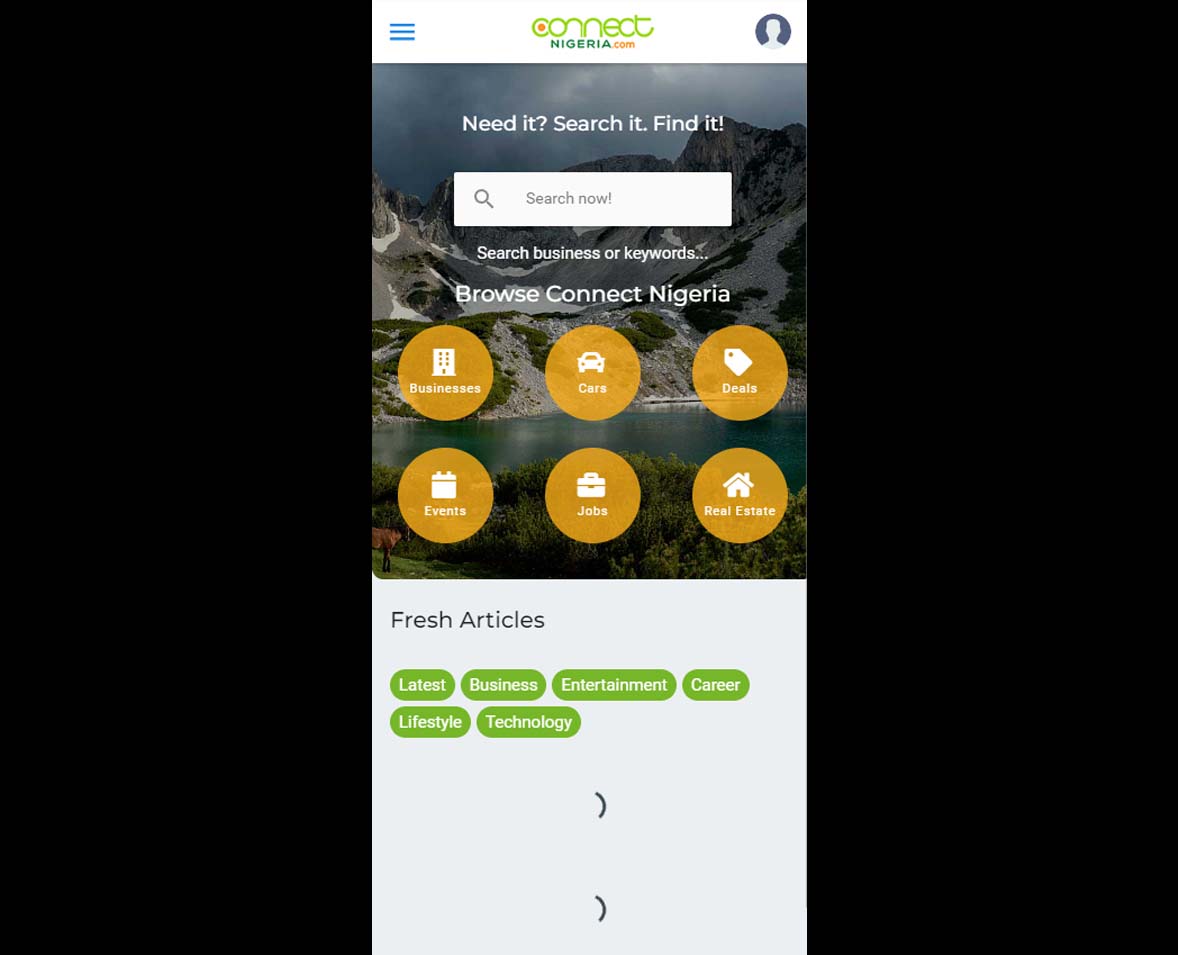 connect
NIGERIA.com
Need it? Search it. Find it!
Search now!
Search business or keywords...
Browse Connect Nigeria
Businesses Cars Deals
Events Jobs Real Estate
Fresh Articles
Latest Business Entertainment Career
Lifestyle Technology